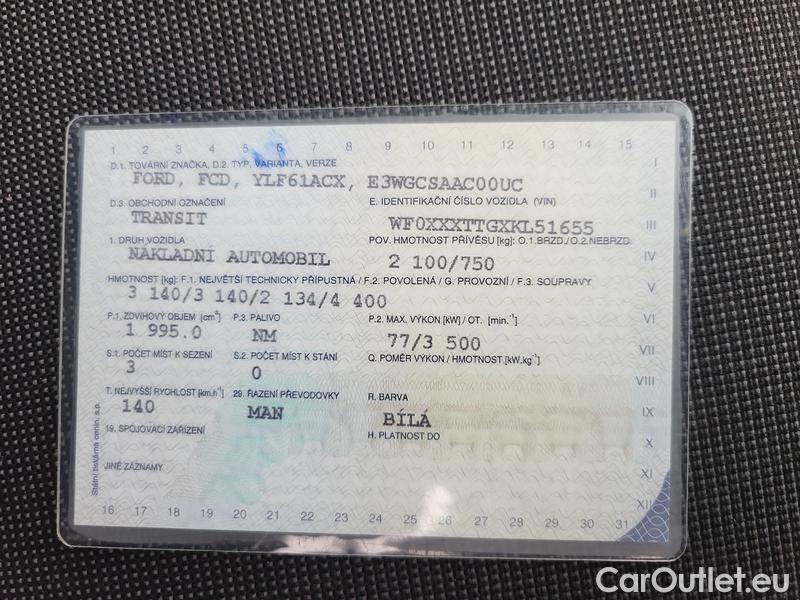 1 2 3 4 5 6 7 8 9 10 11 12 13 14 15
D.1. TOVÁRNÍ ZNAČKA, D.2. TYP, VARIANTA, VERZE
FORD, FCD, YLF61ACX, E3WGCSAAC00UC
I
D.3. OBCHODNÍ OZNAČENÍ E. IDENTIFIKAČNÍ ČÍSLO VOZIDLA (VIN)
II
TRANSIT WF0XXXTTGXKL51655
III
1. DRUH VOZIDLA POV. HMOTNOST PŘÍVĚSU [kg]: O.1.BRZD./O.2.NEBRZD.
NÁKLADNÍ AUTOMOBIL 2 100/750
IV
HMOTNOST [kg]: F.1. NEJVĚTŠÍ TECHNICKY PŘÍPUSTNÁ / F.2. POVOLENÁ / G. PROVOZNÍ / F.3. SOUPRAVY
V
3 140/3 140/2 134/4 400
P.1. ZDVIHOVÝ OBJEM [cm³] P.3. PALIVO P.2. MAX. VÝKON [kW] / OT. [min.⁻¹]
VI
1 995.0 NM 77/3 500
VII
S.1. POČET MÍST K SEZENÍ S.2. POČET MÍST K STÁNÍ Q. POMĚR VÝKON / HMOTNOST [kW.kg⁻¹]
3 0
VIII
T. NEJVYŠŠÍ RYCHLOST [km.h⁻¹] 29. ŘAZENÍ PŘEVODOVKY R. BARVA
140 MAN BÍLÁ
IX
19. SPOJOVACÍ ZAŘÍZENÍ H. PLATNOST DO
X
JINÉ ZÁZNAMY
XI
XII
Státní tiskárna cenin, s.p.
16 17 18 19 20 21 22 23 24 25 26 27 28 29 30 31
CarOutlet.eu